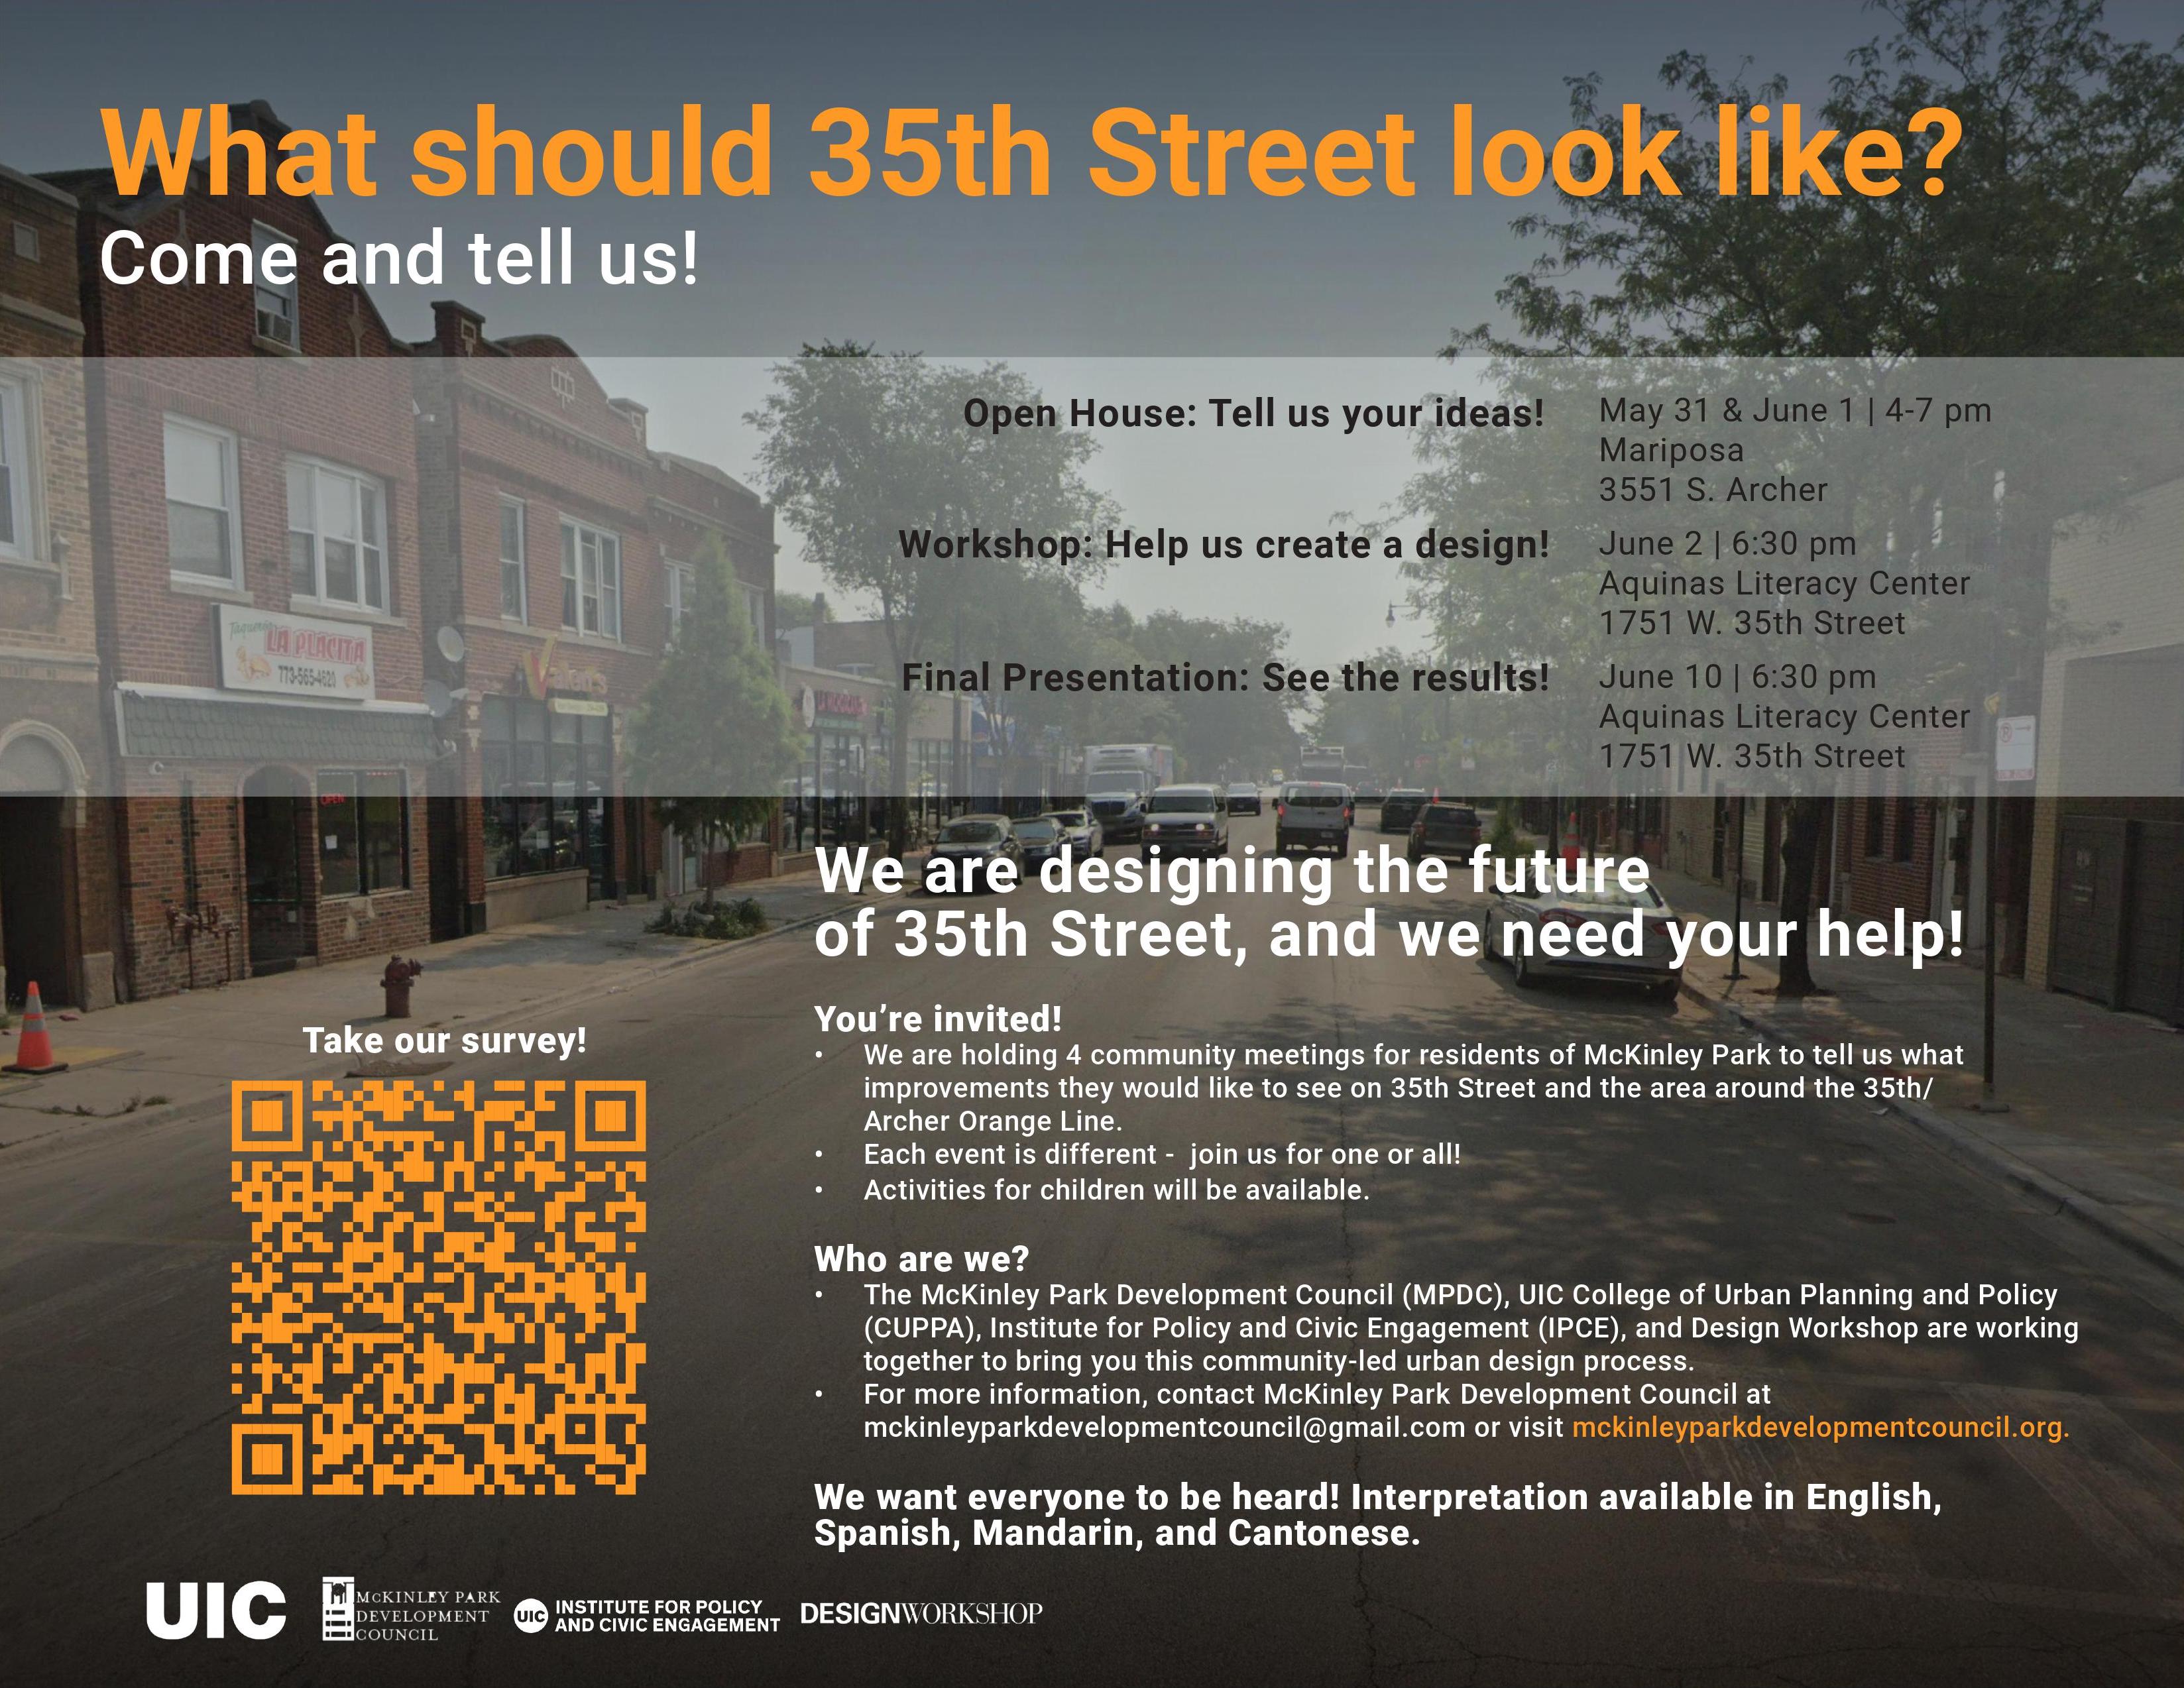 What should 35th Street look like?
Come and tell us!
Open House: Tell us your ideas!
May 31 & June 1 | 4-7 pm
Mariposa
3551 S. Archer
Workshop: Help us create a design!
June 2 | 6:30 pm
Aquinas Literacy Center
1751 W. 35th Street
Final Presentation: See the results!
June 10 | 6:30 pm
Aquinas Literacy Center
1751 W. 35th Street
Taqueria
LA PLACITA
773-565-4620
OPEN
We are designing the future
of 35th Street, and we need your help!
You’re invited!
• We are holding 4 community meetings for residents of McKinley Park to tell us what
improvements they would like to see on 35th Street and the area around the 35th/
Archer Orange Line.
• Each event is different -  join us for one or all!
• Activities for children will be available.
Who are we?
• The McKinley Park Development Council (MPDC), UIC College of Urban Planning and Policy
(CUPPA), Institute for Policy and Civic Engagement (IPCE), and Design Workshop are working
together to bring you this community-led urban design process.
• For more information, contact McKinley Park Development Council at
mckinleyparkdevelopmentcouncil@gmail.com or visit mckinleyparkdevelopmentcouncil.org.
We want everyone to be heard! Interpretation available in English,
Spanish, Mandarin, and Cantonese.
Take our survey!
UIC
McKINLEY PARK
DEVELOPMENT
COUNCIL
UIC
INSTITUTE FOR POLICY
AND CIVIC ENGAGEMENT
DESIGNWORKSHOP